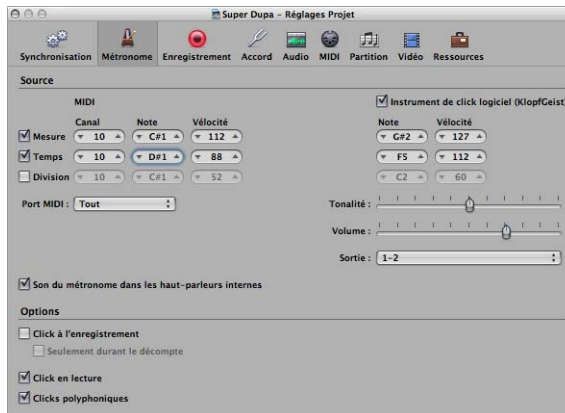 Super Dupa - Réglages Projet
Synchronisation Métronome Enregistrement Accord Audio MIDI Partition Vidéo Ressources
Source
MIDI
Instrument de click logiciel (KlopfGeist
Canal Note Vélocité Note Vélocité
Mesure 10 C#1 112 G#2 127
Temps 10 D#1 88 F5 112
Division 10 C#1 52 C2 60
Port MIDI : Tout Tonalité :
Volume :
Sortie : 1-2
Son du métronome dans les haut-parleurs internes
Options
Click à l'enregistrement
Seulement durant le décompte
Click en lecture
Clicks polyphoniques